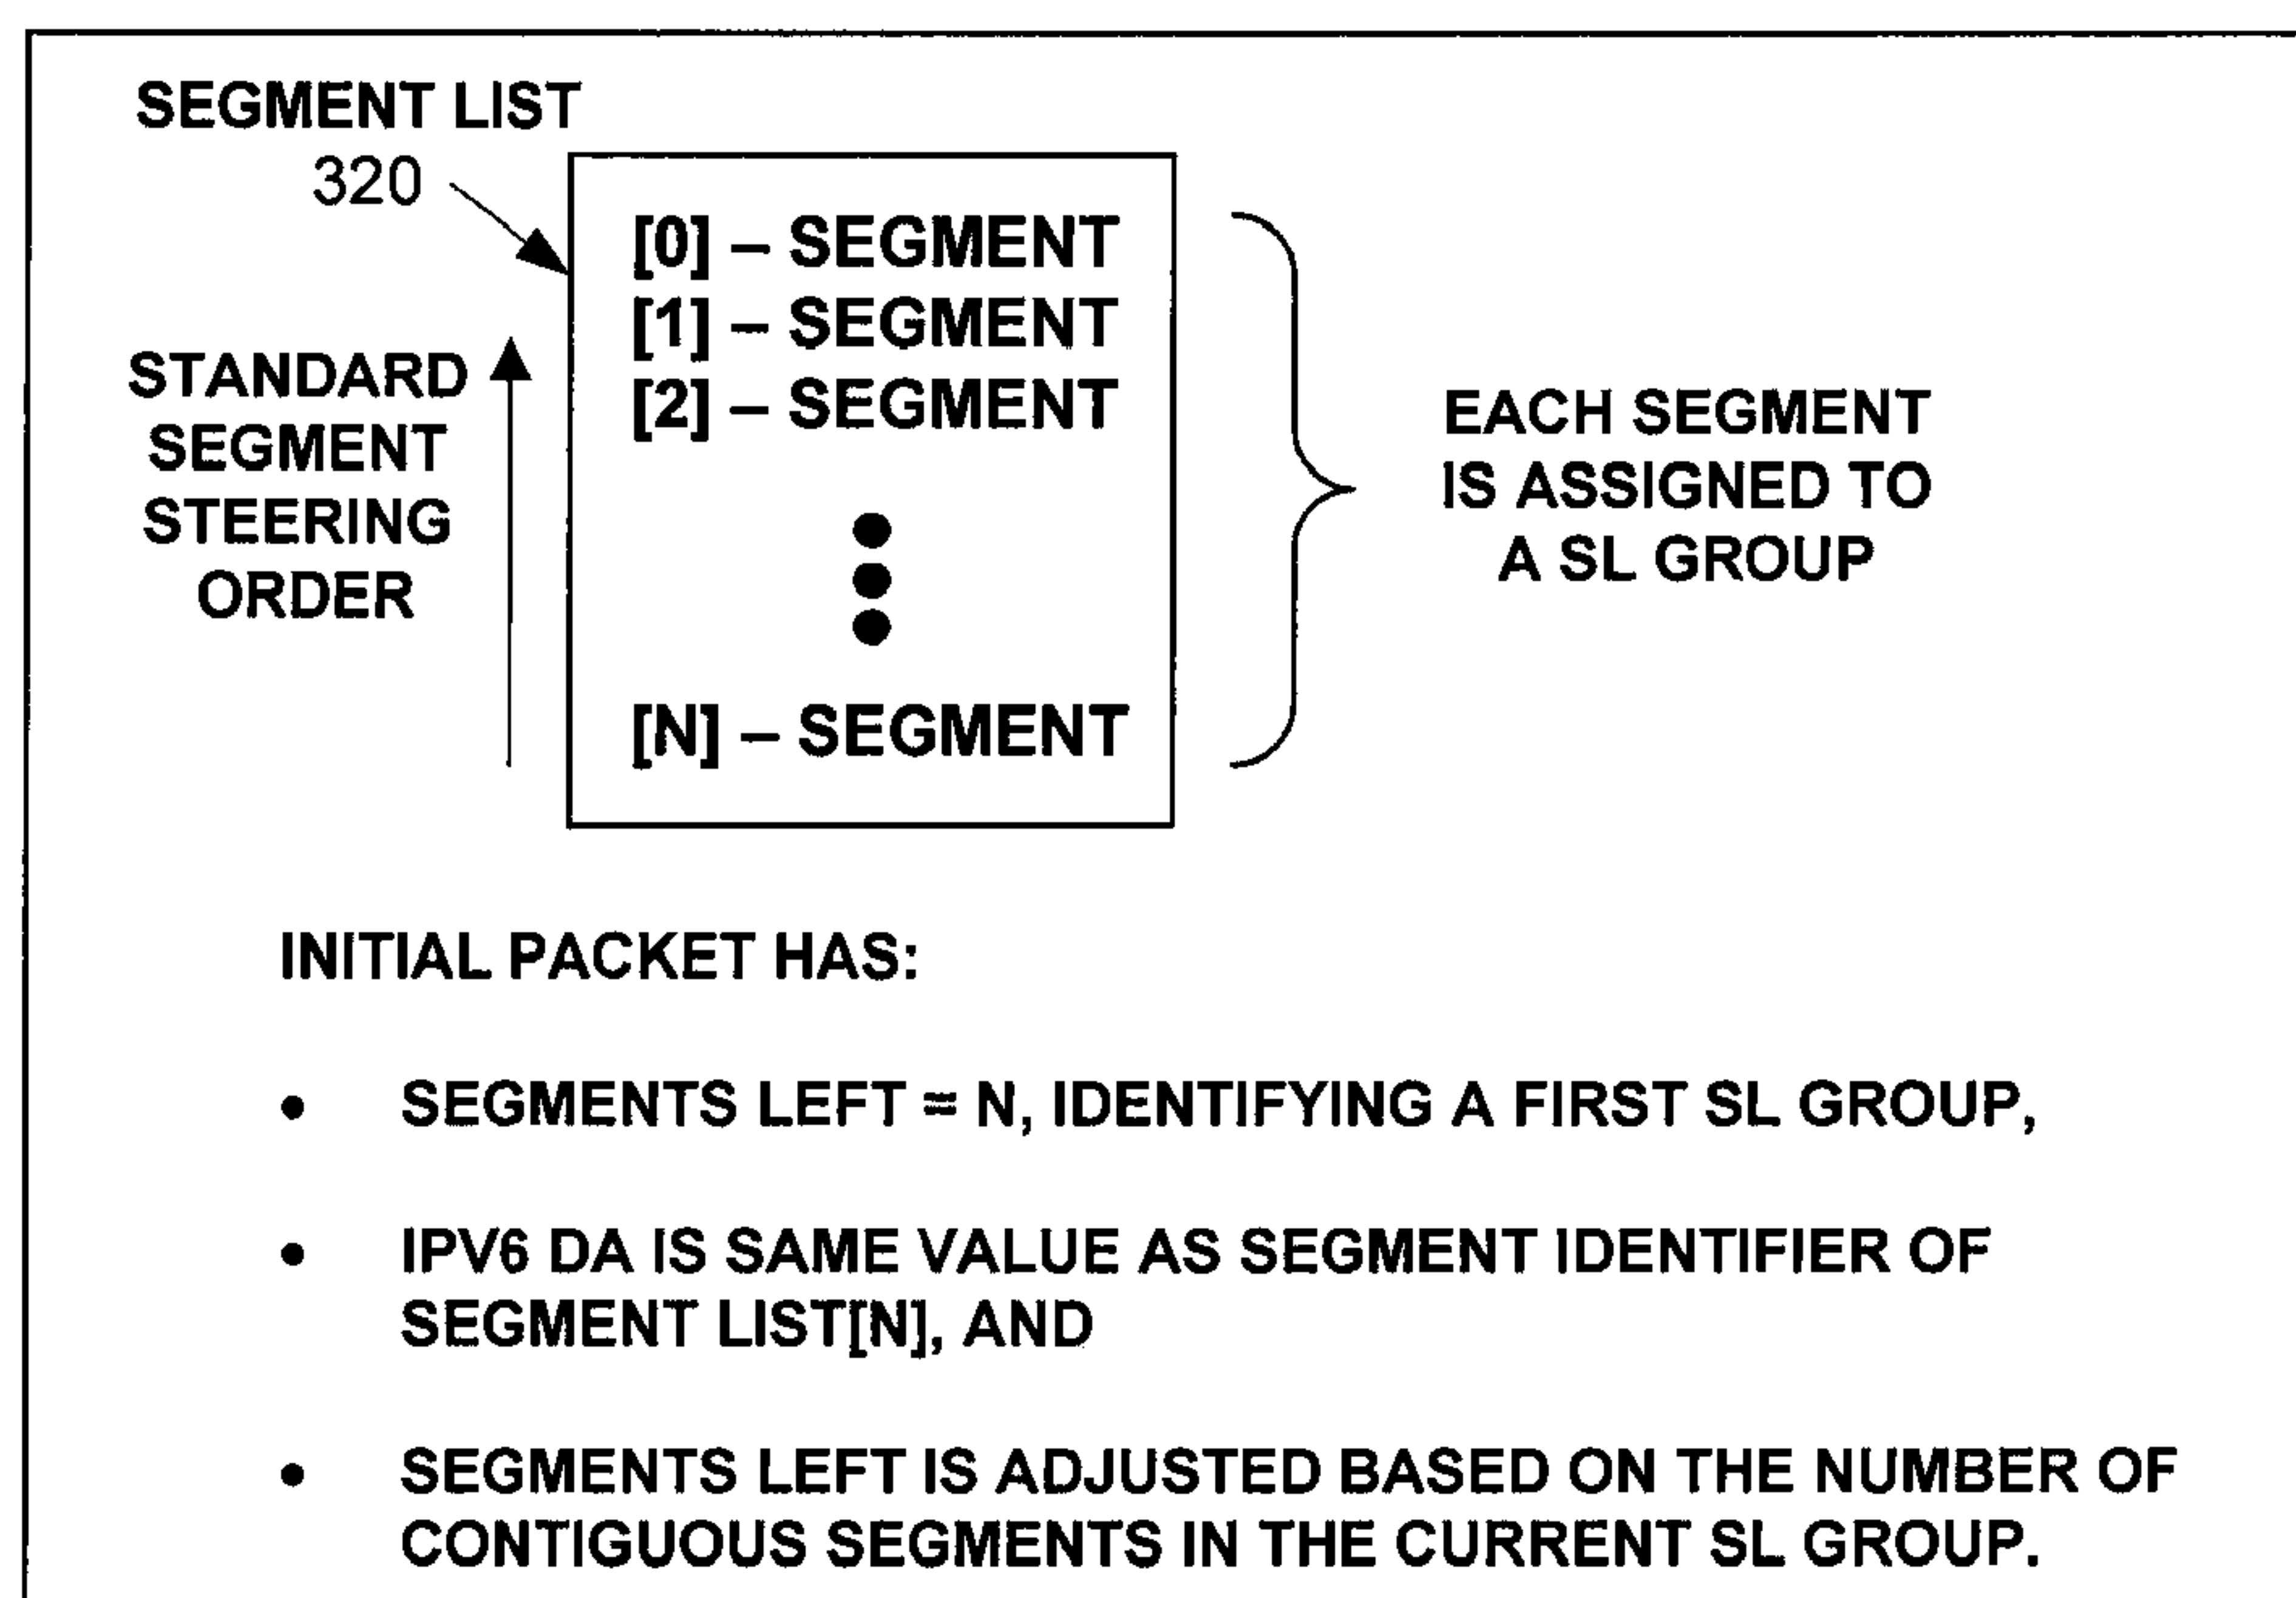 SEGMENT LIST
320
[0] – SEGMENT
[1] – SEGMENT
[2] – SEGMENT
[N] – SEGMENT
STANDARD
SEGMENT
STEERING
ORDER
EACH SEGMENT
IS ASSIGNED TO
A SL GROUP
INITIAL PACKET HAS:
• SEGMENTS LEFT = N, IDENTIFYING A FIRST SL GROUP,
• IPV6 DA IS SAME VALUE AS SEGMENT IDENTIFIER OF
SEGMENT LIST[N], AND
• SEGMENTS LEFT IS ADJUSTED BASED ON THE NUMBER OF
CONTIGUOUS SEGMENTS IN THE CURRENT SL GROUP.